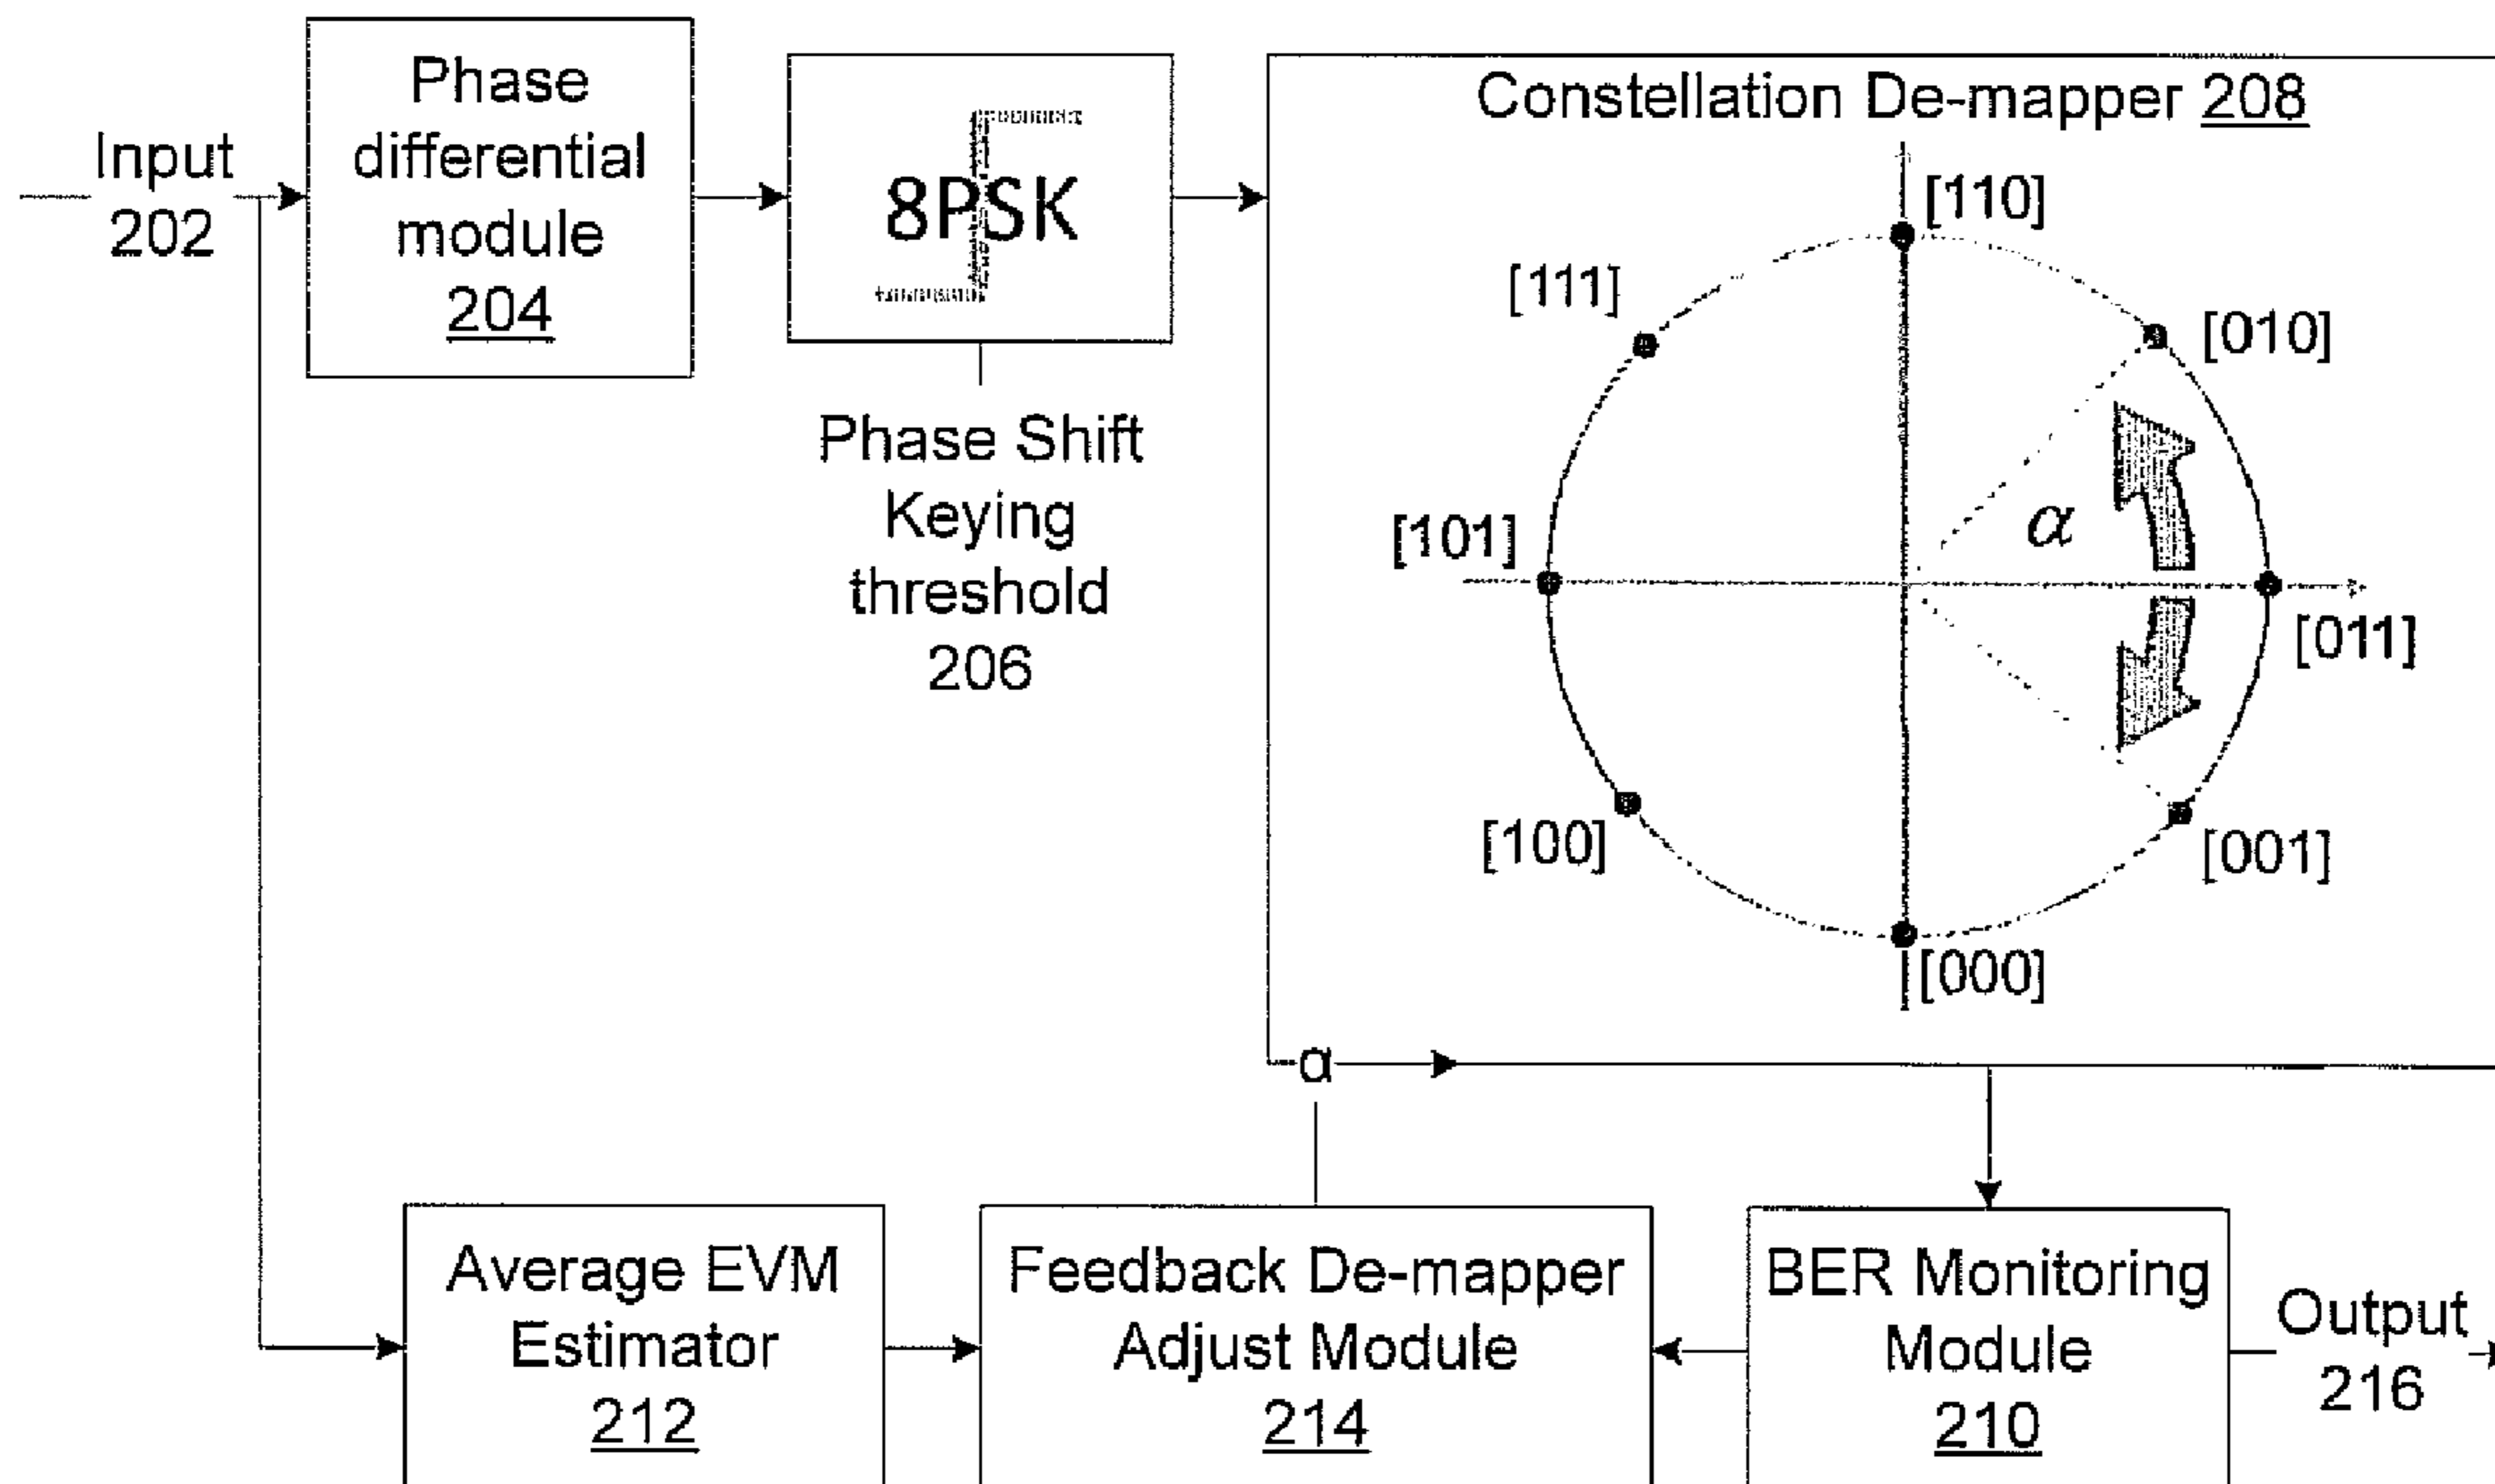 Input
202
Phase
differential
module
204
8PSK
Phase Shift
Keying
threshold
206
Constellation De-mapper 208
[110]
[111]
[010]
α
[101]
[011]
[100]
[001]
[000]
α
Average EVM
Estimator
212
Feedback De-mapper
Adjust Module
214
BER Monitoring
Module
210
Output
216